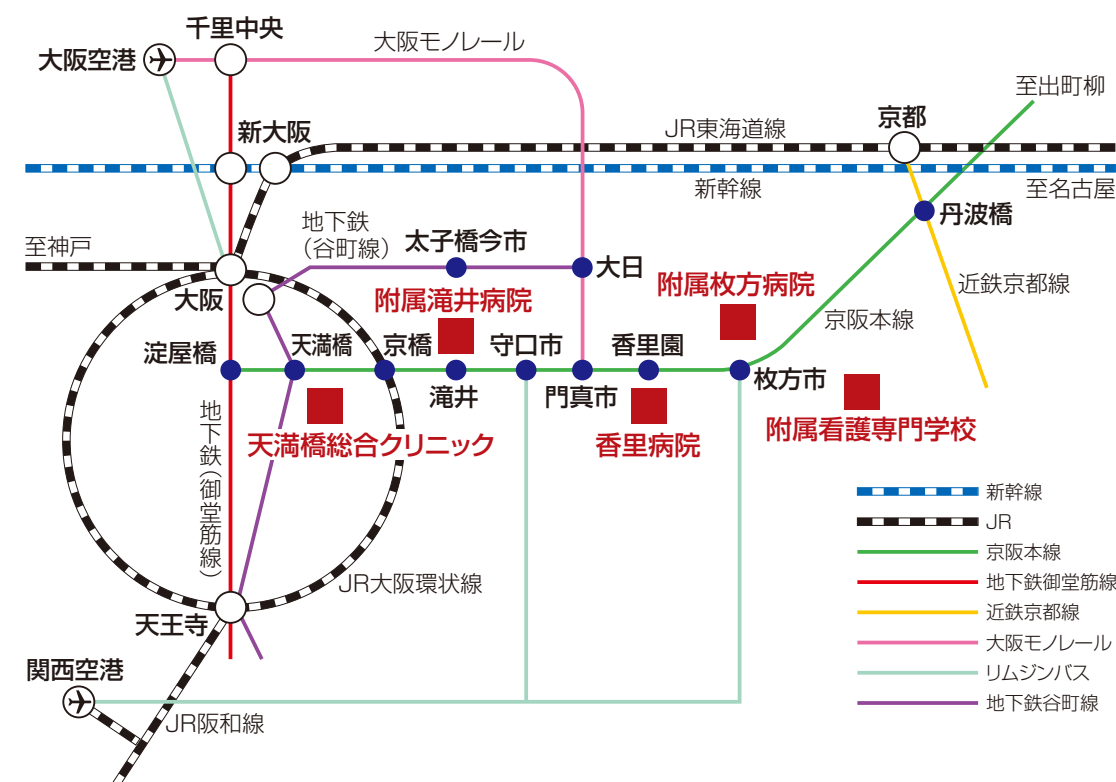 千里中央
大阪モノレール
大阪空港
至出町柳
新大阪
JR東海道線
京都
新幹線
至名古屋
丹波橋
地下鉄
(谷町線)
太子橋今市
至神戸
大日
大阪
附属滝井病院
附属枚方病院
近鉄京都線
京阪本線
淀屋橋
天満橋
京橋
守口市
香里園
滝井
門真市
枚方市
地下鉄(御堂筋線)
天満橋総合クリニック
香里病院
附属看護専門学校
JR大阪環状線
天王寺
関西空港
JR阪和線
新幹線
JR
京阪本線
地下鉄御堂筋線
近鉄京都線
大阪モノレール
リムジンバス
地下鉄谷町線